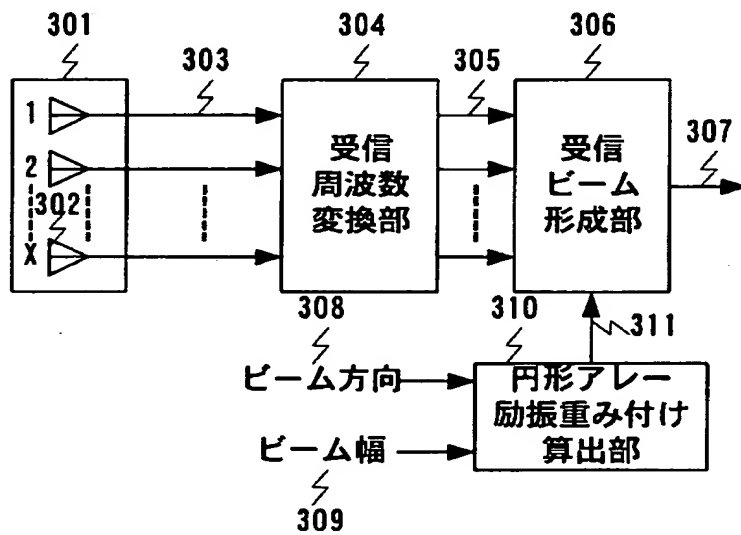 301
303
304
305
306
307
1
2
302
X
受信
周波数
変換部
受信
ビーム
形成部
308
ビーム方向
310
311
円形アレー
励振重み付け
算出部
ビーム幅
309